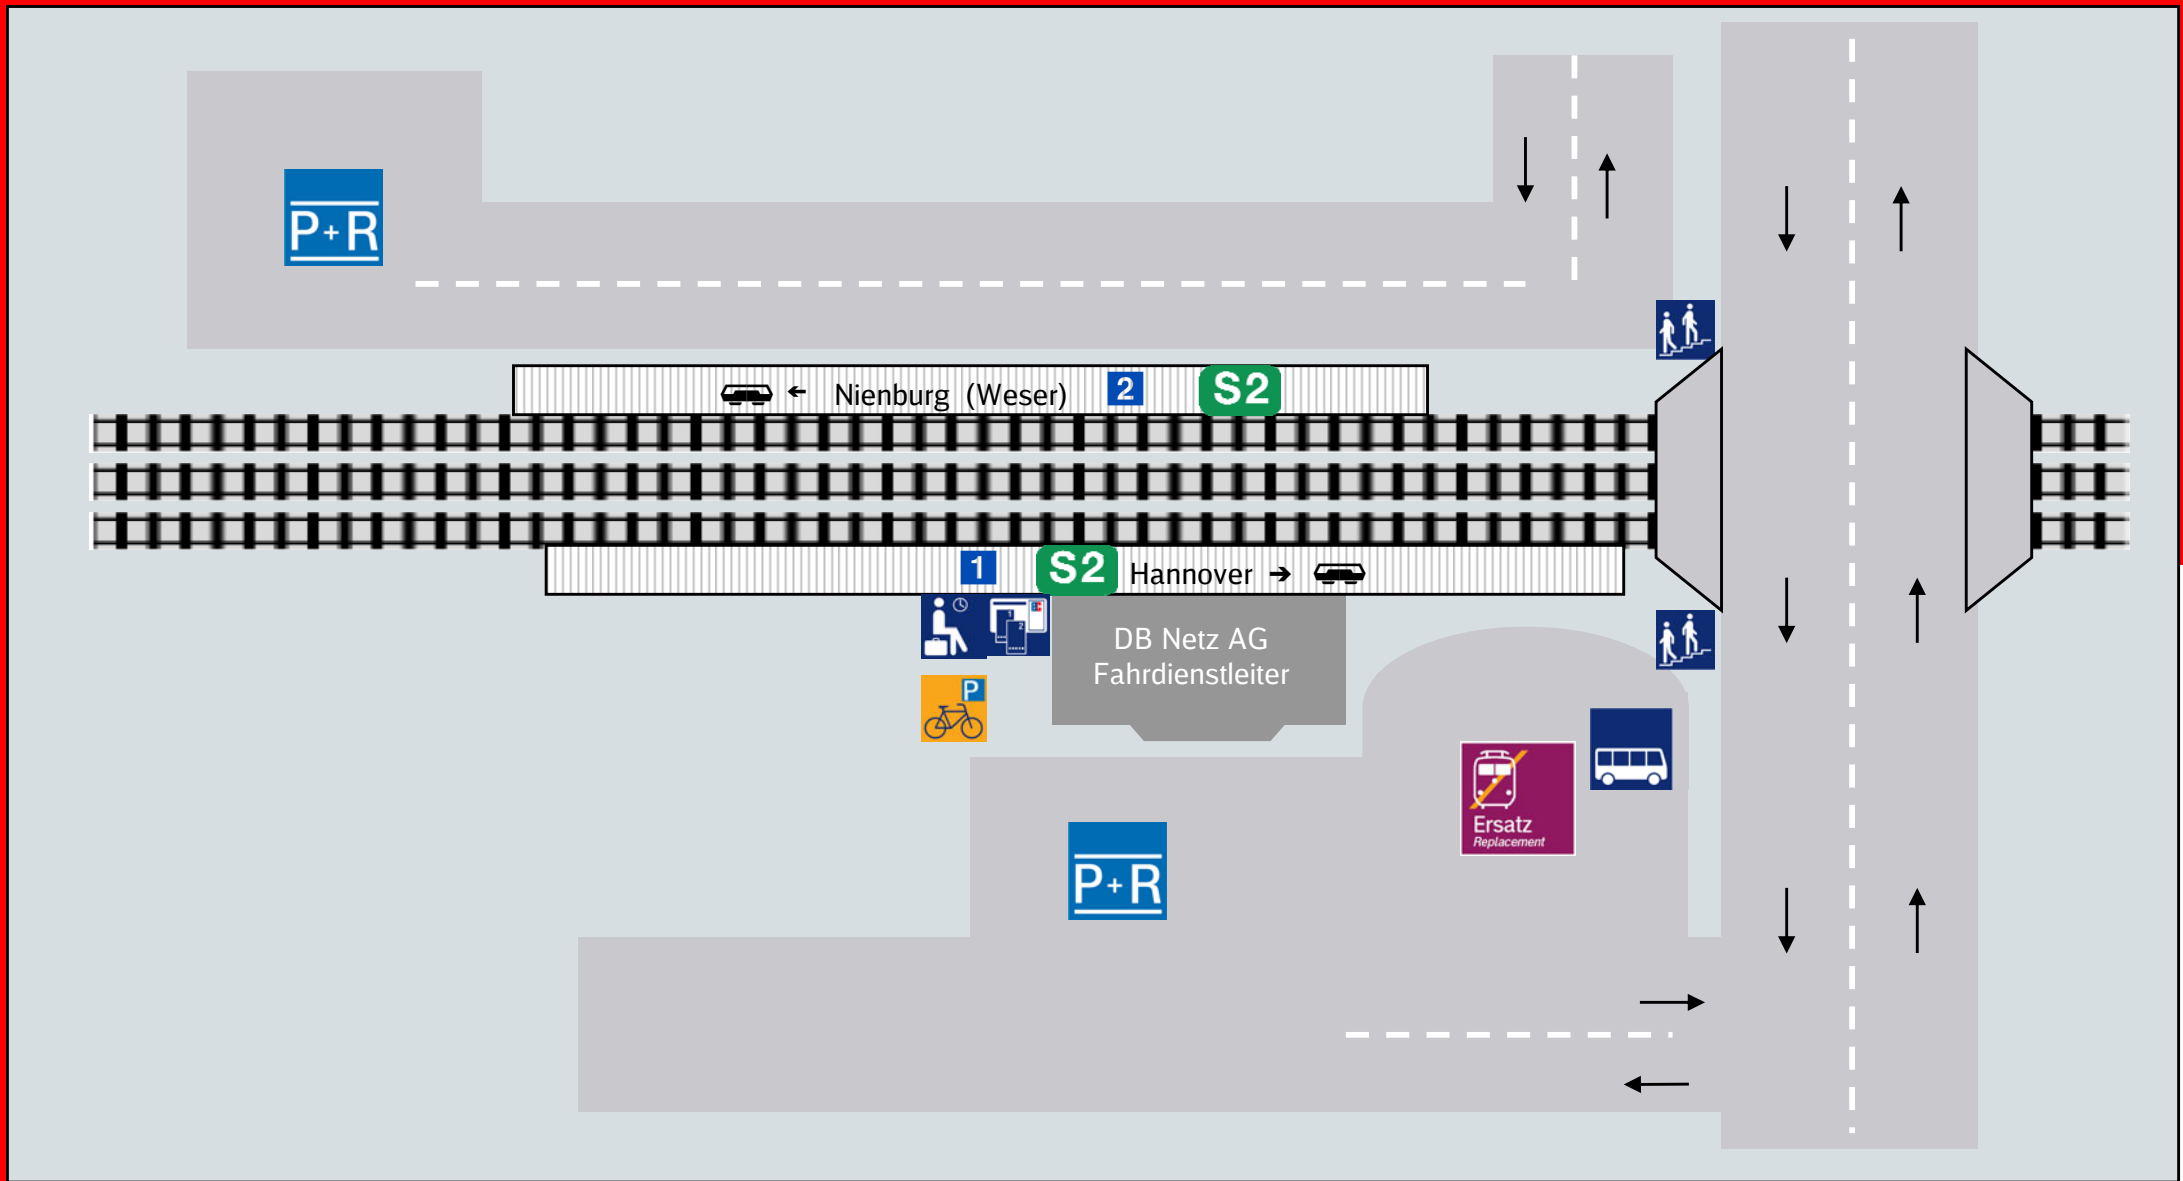 P+R
← Nienburg (Weser) 2 S2
1 S2 Hannover →
DB Netz AG
Fahrdienstleiter
P
Ersatz
Replacement
P+R